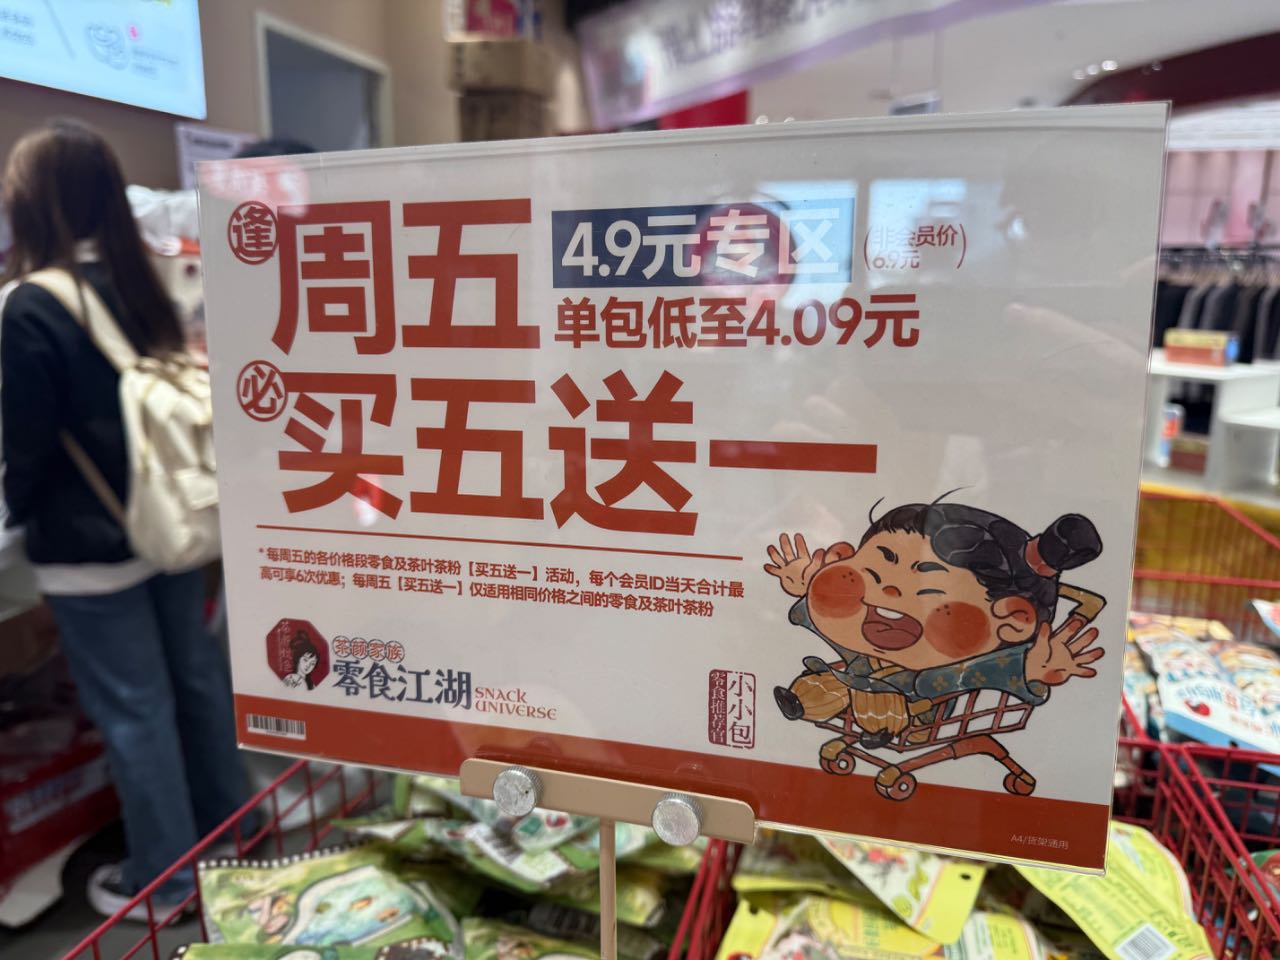 逢周五
4.9元专区
(非会员价6.9元)
单包低至4.09元
必买五送一
*每周五的各价格段零食及茶叶茶粉【买五送一】活动，每个会员ID当天合计最
高可享6次优惠；每周五【买五送一】仅适用相同价格之间的零食及茶叶茶粉
茶颜悦色
茶颜家族
零食江湖
SNACK
UNIVERSE
小小包
零食推荐官
A4/货架通用